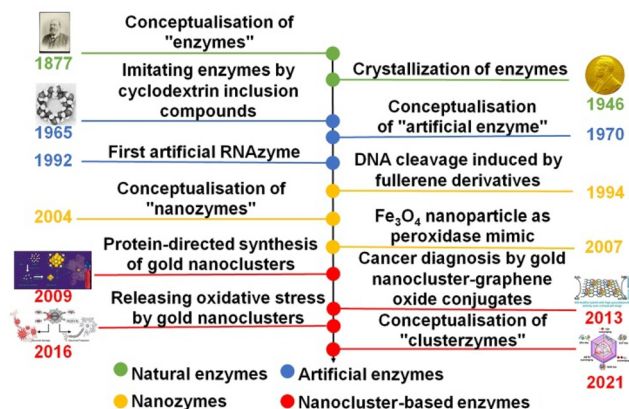 Conceptualisation of
"enzymes"
1877
Crystallization of enzymes
1946
Imitating enzymes by
cyclodextrin inclusion
compounds
1965
Conceptualisation
of "artificial enzyme"
1970
First artificial RNAzyme
1992
DNA cleavage induced by
fullerene derivatives
1994
Conceptualisation of
"nanozymes"
2004
Fe₃O₄ nanoparticle as
peroxidase mimic
2007
Protein-directed synthesis
of gold nanoclusters
2009
Cancer diagnosis by gold
nanocluster-graphene
oxide conjugates
2013
Releasing oxidative stress
by gold nanoclusters
2016
Conceptualisation of
"clusterzymes"
2021
Natural enzymes
Artificial enzymes
Nanozymes
Nanocluster-based enzymes